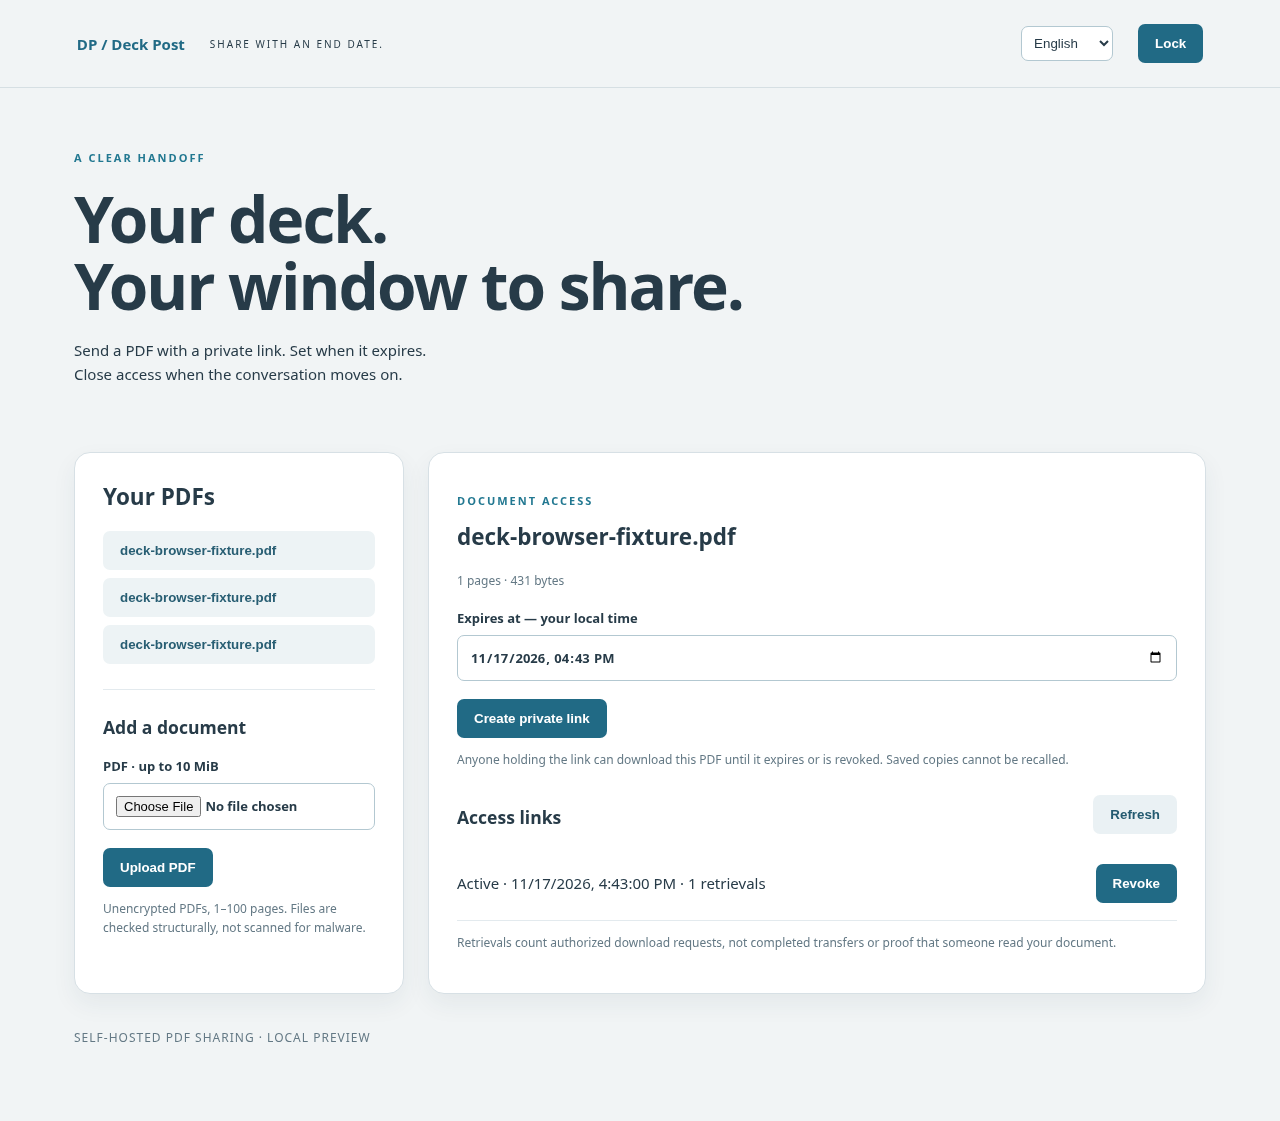 DP / Deck Post
SHARE WITH AN END DATE.
English
Lock
A CLEAR HANDOFF
Your deck.
Your window to share.
Send a PDF with a private link. Set when it expires.
Close access when the conversation moves on.
Your PDFs
deck-browser-fixture.pdf
deck-browser-fixture.pdf
deck-browser-fixture.pdf
Add a document
PDF · up to 10 MiB
Choose File No file chosen
Upload PDF
Unencrypted PDFs, 1–100 pages. Files are
checked structurally, not scanned for malware.
DOCUMENT ACCESS
deck-browser-fixture.pdf
1 pages · 431 bytes
Expires at — your local time
11/17/2026, 04:43 PM
Create private link
Anyone holding the link can download this PDF until it expires or is revoked. Saved copies cannot be recalled.
Access links
Refresh
Active · 11/17/2026, 4:43:00 PM · 1 retrievals
Revoke
Retrievals count authorized download requests, not completed transfers or proof that someone read your document.
SELF-HOSTED PDF SHARING · LOCAL PREVIEW